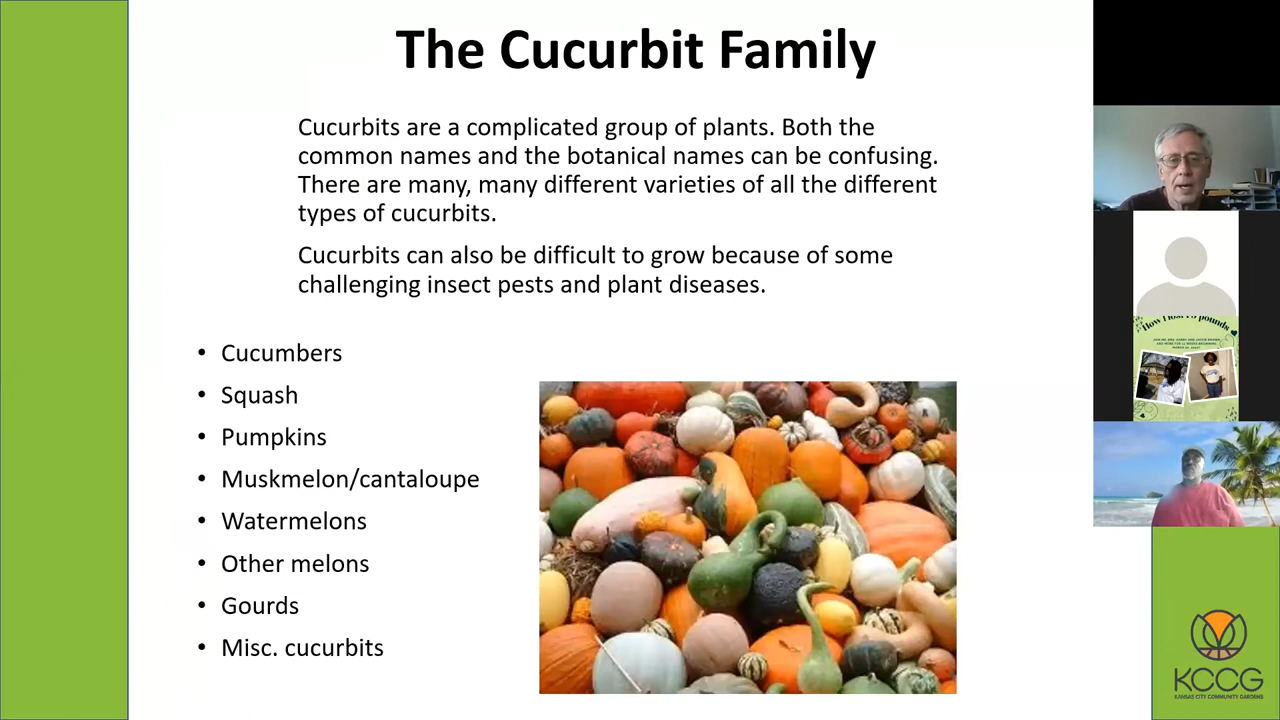 The Cucurbit Family
Cucurbits are a complicated group of plants. Both the
common names and the botanical names can be confusing.
There are many, many different varieties of all the different
types of cucurbits.
Cucurbits can also be difficult to grow because of some
challenging insect pests and plant diseases.
• Cucumbers
• Squash
• Pumpkins
• Muskmelon/cantaloupe
• Watermelons
• Other melons
• Gourds
• Misc. cucurbits
pounds
KCCG
KANSAS CITY COMMUNITY GARDENS